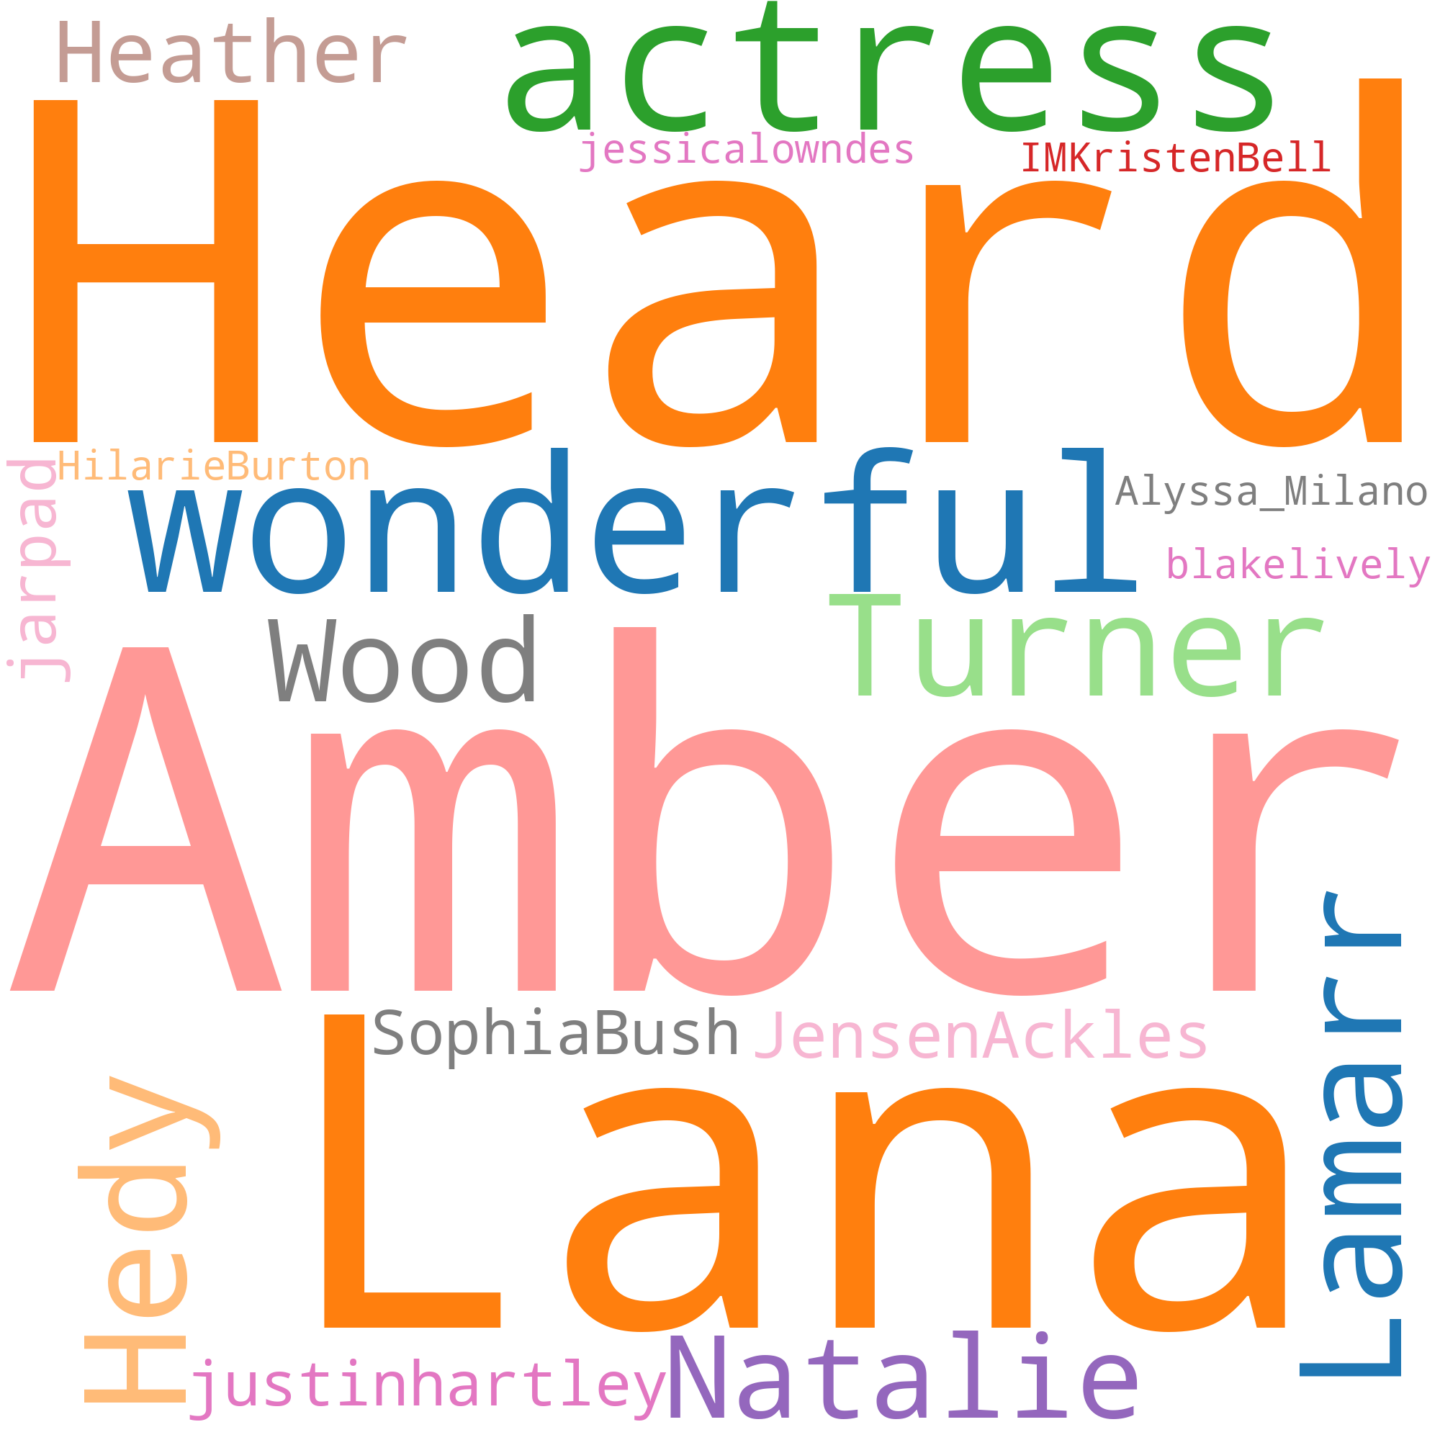 Heather
actress
jessicalowndes
IMKristenBell
Heard
HilarieBurton
jarpad
wonderful
Alyssa_Milano
blakelively
Wood
Turner
Amber
Lamarr
SophiaBush
JensenAckles
Hedy
Lana
justinhartley
Natalie